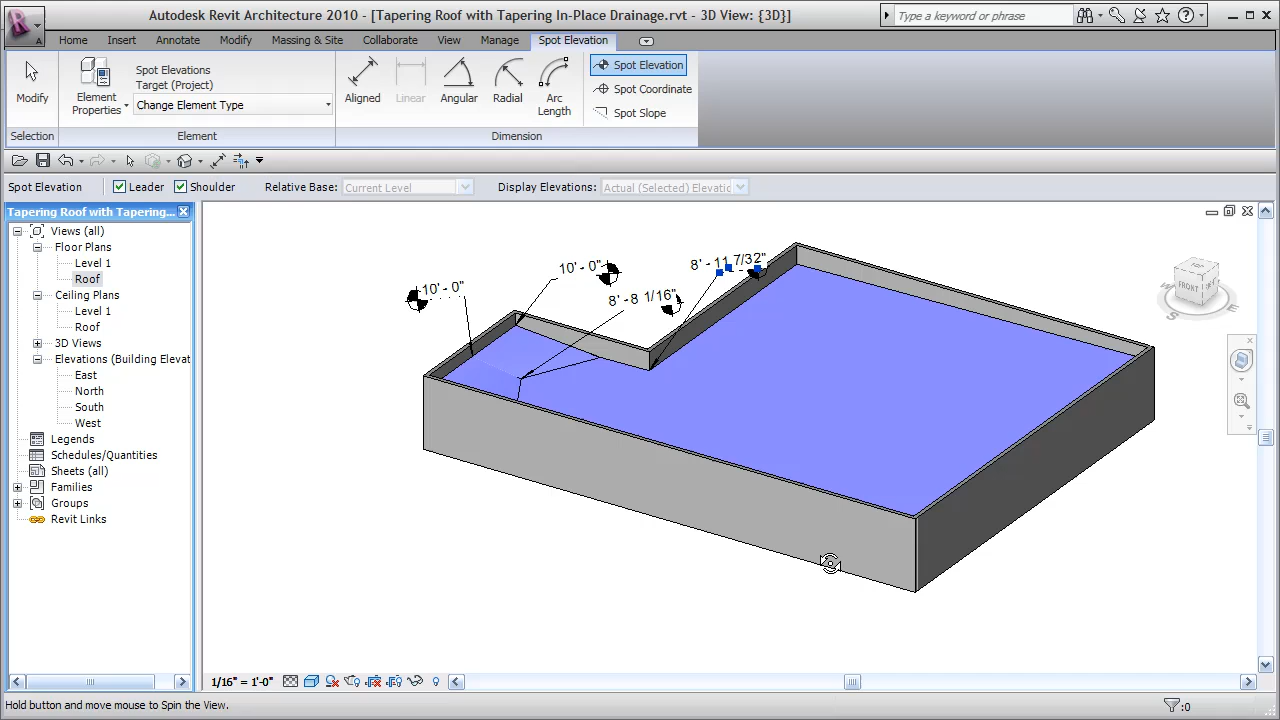 Autodesk Revit Architecture 2010 - [Tapering Roof with Tapering In-Place Drainage.rvt - 3D View: {3D}]
Type a keyword or phrase
Home Insert Annotate Modify Massing & Site Collaborate View Manage Spot Elevation
Modify
Selection
Element
Properties
Spot Elevations
Target (Project)
Change Element Type
Element
Aligned
Linear
Angular
Radial
Arc
Length
Spot Elevation
Spot Coordinate
Spot Slope
Dimension
Spot Elevation
Leader
Shoulder
Relative Base:
Current Level
Display Elevations:
Actual (Selected) Elevatio
Tapering Roof with Tapering...
Views (all)
Floor Plans
Level 1
Roof
Ceiling Plans
Level 1
Roof
3D Views
Elevations (Building Elevat
East
North
South
West
Legends
Schedules/Quantities
Sheets (all)
Families
Groups
Revit Links
10' - 0"
10' - 0"
8' - 8 1/16"
8' - 11 7/32"
FRONT
S
E
1/16" = 1'-0"
Hold button and move mouse to Spin the View.
:0